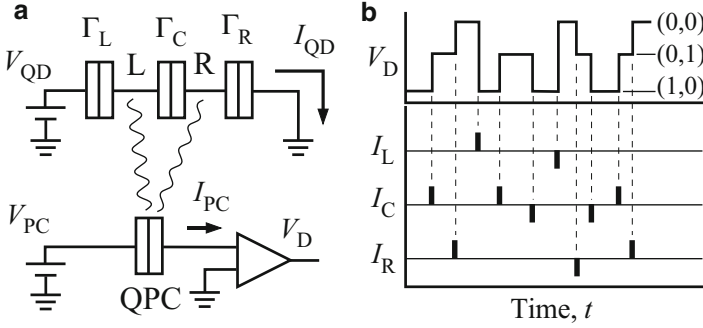 a
Γ_L Γ_C Γ_R I_QD
V_QD L R
I_PC
V_PC V_D
QPC
b
(0,0)
V_D (0,1)
(1,0)
I_L
I_C
I_R
Time, t